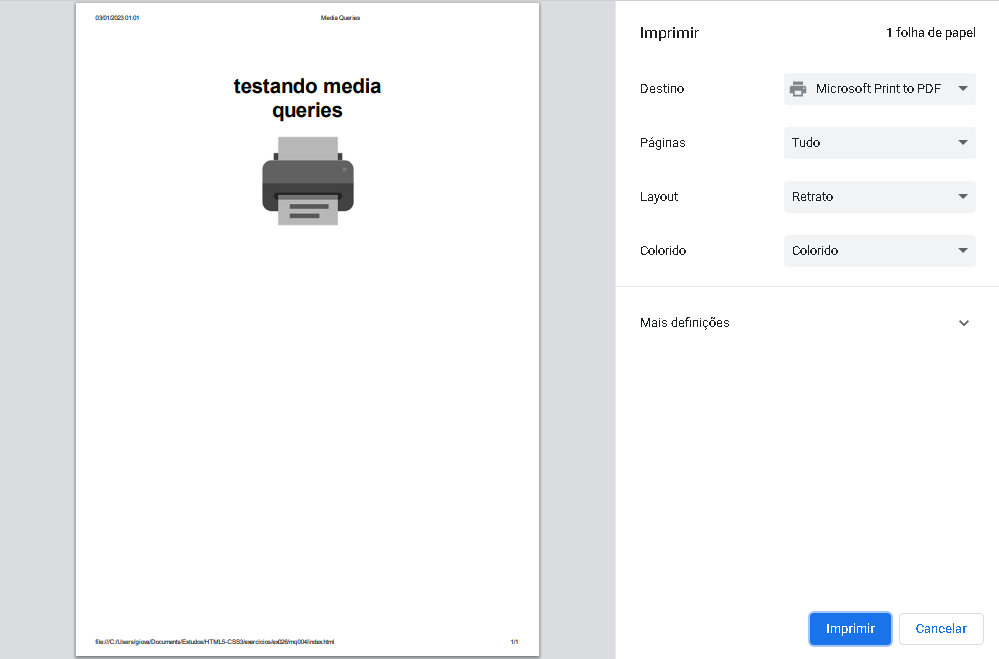 03/01/2023 01:01
Media Queries
testando media
queries
file:///C:/Users/giova/Documents/Estudos/HTML5-CSS3/exercicios/ex026/mq004/index.html
1/1
Imprimir
1 folha de papel
Destino
Microsoft Print to PDF
Páginas
Tudo
Layout
Retrato
Colorido
Colorido
Mais definições
Imprimir
Cancelar